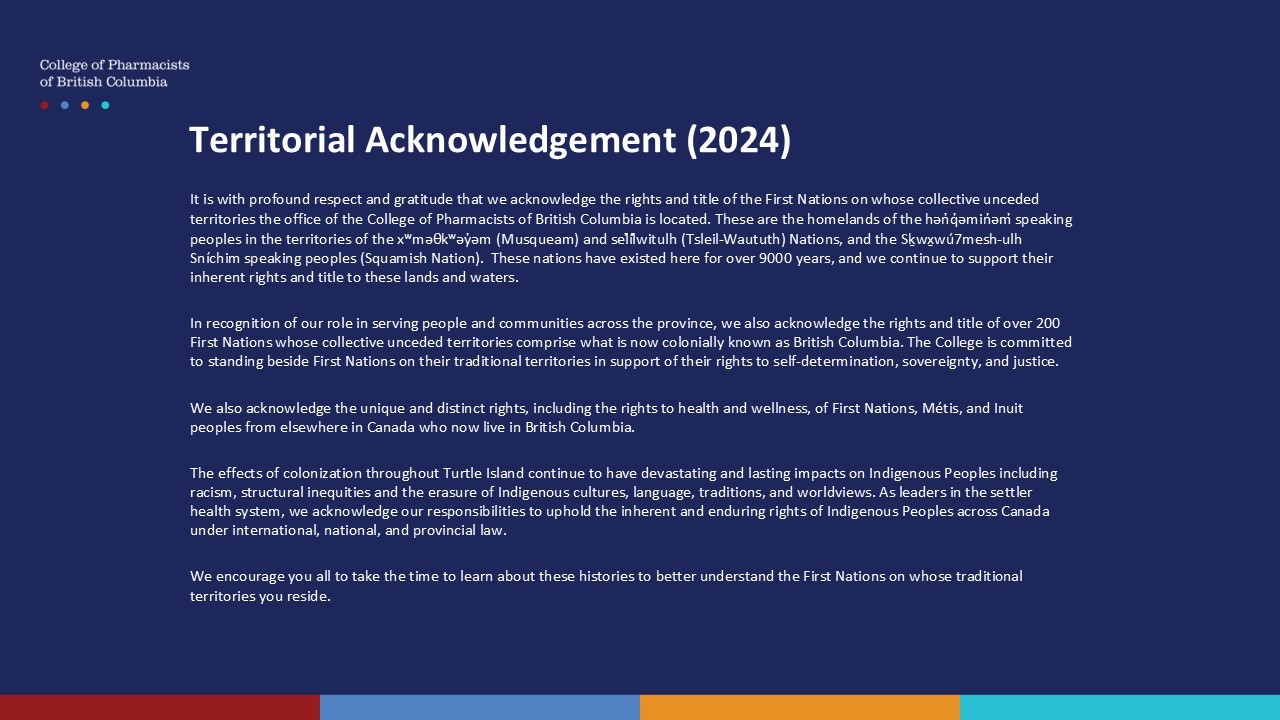 College of Pharmacists
of British Columbia
Territorial Acknowledgement (2024)
It is with profound respect and gratitude that we acknowledge the rights and title of the First Nations on whose collective unceded
territories the office of the College of Pharmacists of British Columbia is located. These are the homelands of the hən̓q̓əmin̓əm̓ speaking
peoples in the territories of the xʷməθkʷəy̓əm (Musqueam) and sel̓íl̓witulh (Tsleil-Waututh) Nations, and the Sḵwx̱wú7mesh-ulh
Sníchim speaking peoples (Squamish Nation).  These nations have existed here for over 9000 years, and we continue to support their
inherent rights and title to these lands and waters.
In recognition of our role in serving people and communities across the province, we also acknowledge the rights and title of over 200
First Nations whose collective unceded territories comprise what is now colonially known as British Columbia. The College is committed
to standing beside First Nations on their traditional territories in support of their rights to self-determination, sovereignty, and justice.
We also acknowledge the unique and distinct rights, including the rights to health and wellness, of First Nations, Métis, and Inuit
peoples from elsewhere in Canada who now live in British Columbia.
The effects of colonization throughout Turtle Island continue to have devastating and lasting impacts on Indigenous Peoples including
racism, structural inequities and the erasure of Indigenous cultures, language, traditions, and worldviews. As leaders in the settler
health system, we acknowledge our responsibilities to uphold the inherent and enduring rights of Indigenous Peoples across Canada
under international, national, and provincial law.
We encourage you all to take the time to learn about these histories to better understand the First Nations on whose traditional
territories you reside.